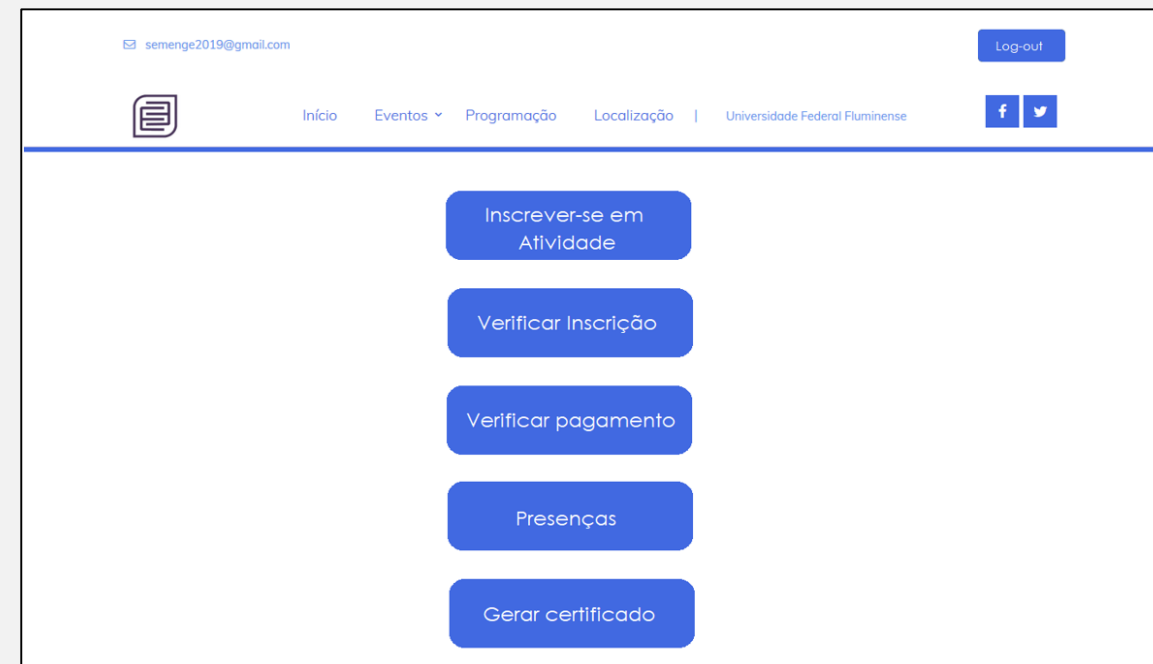 semenge2019@gmail.com
Log-out
Início Eventos Programação Localização | Universidade Federal Fluminense
Inscrever-se em
Atividade
Verificar Inscrição
Verificar pagamento
Presenças
Gerar certificado